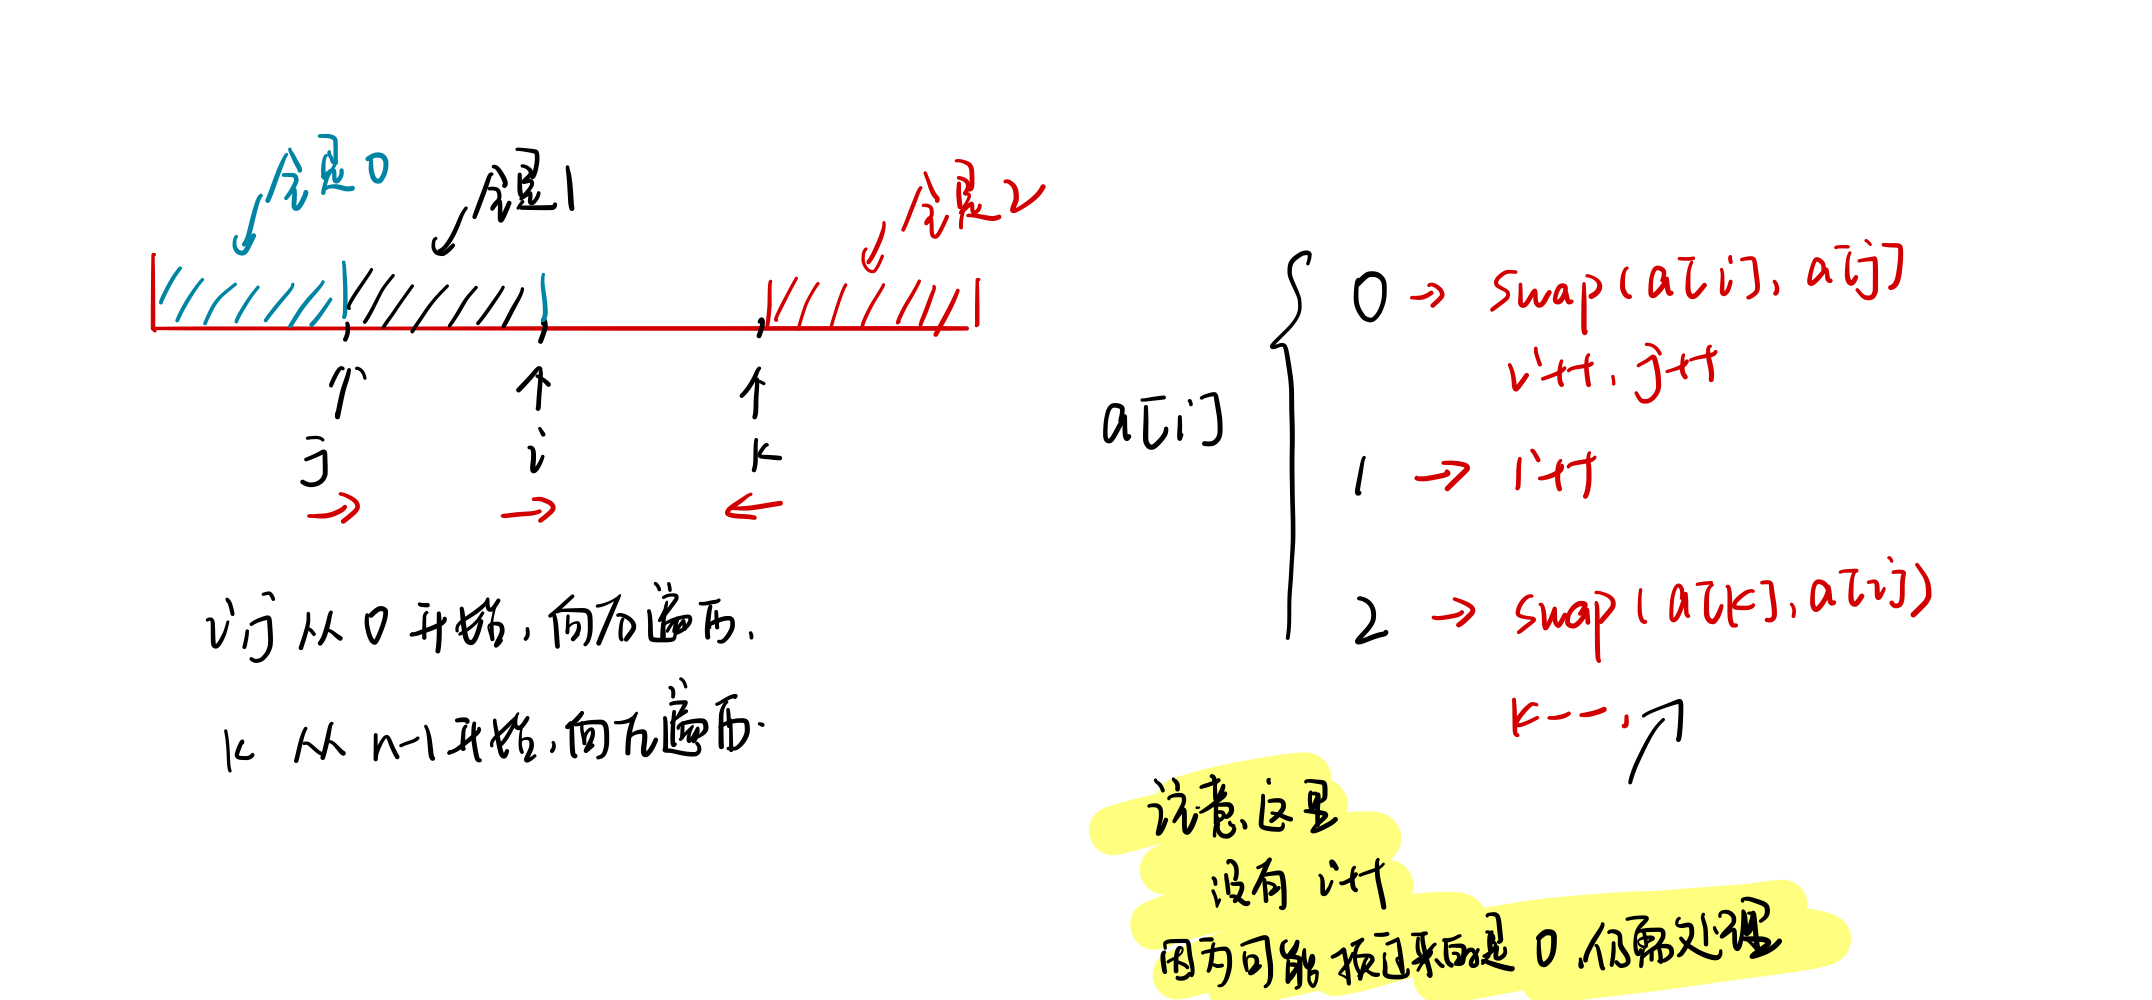 全是0
全是1
全是2
j
i
k
i,j 从 0 开始, 向右遍历.
k 从 n-1 开始, 向左遍历.
a[i]
0 → swap(a[i], a[j]
i++, j++
1 → i++
2 → swap(a[k], a[i])
k--,
注意,这里
没有 i++
因为可能换过来的是 0,仍需处理